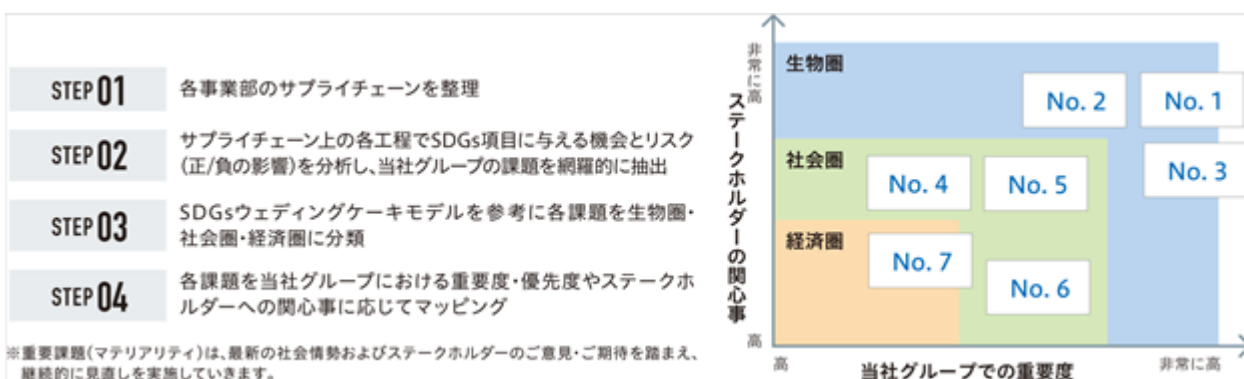 STEP 01
各事業部のサプライチェーンを整理
STEP 02
サプライチェーン上の各工程でSDGs項目に与える機会とリスク
(正/負の影響)を分析し、当社グループの課題を網羅的に抽出
STEP 03
SDGsウェディングケーキモデルを参考に各課題を生物圏・
社会圏・経済圏に分類
STEP 04
各課題を当社グループにおける重要度・優先度やステークホ
ルダーへの関心事に応じてマッピング
※重要課題(マテリアリティ)は、最新の社会情勢およびステークホルダーのご意見・ご期待を踏まえ、
継続的に見直しを実施していきます。
非常に高
ステークホルダーの関心事
高
生物圏
No. 2
No. 1
社会圏
No. 4
No. 5
No. 3
経済圏
No. 7
No. 6
高
当社グループでの重要度
非常に高